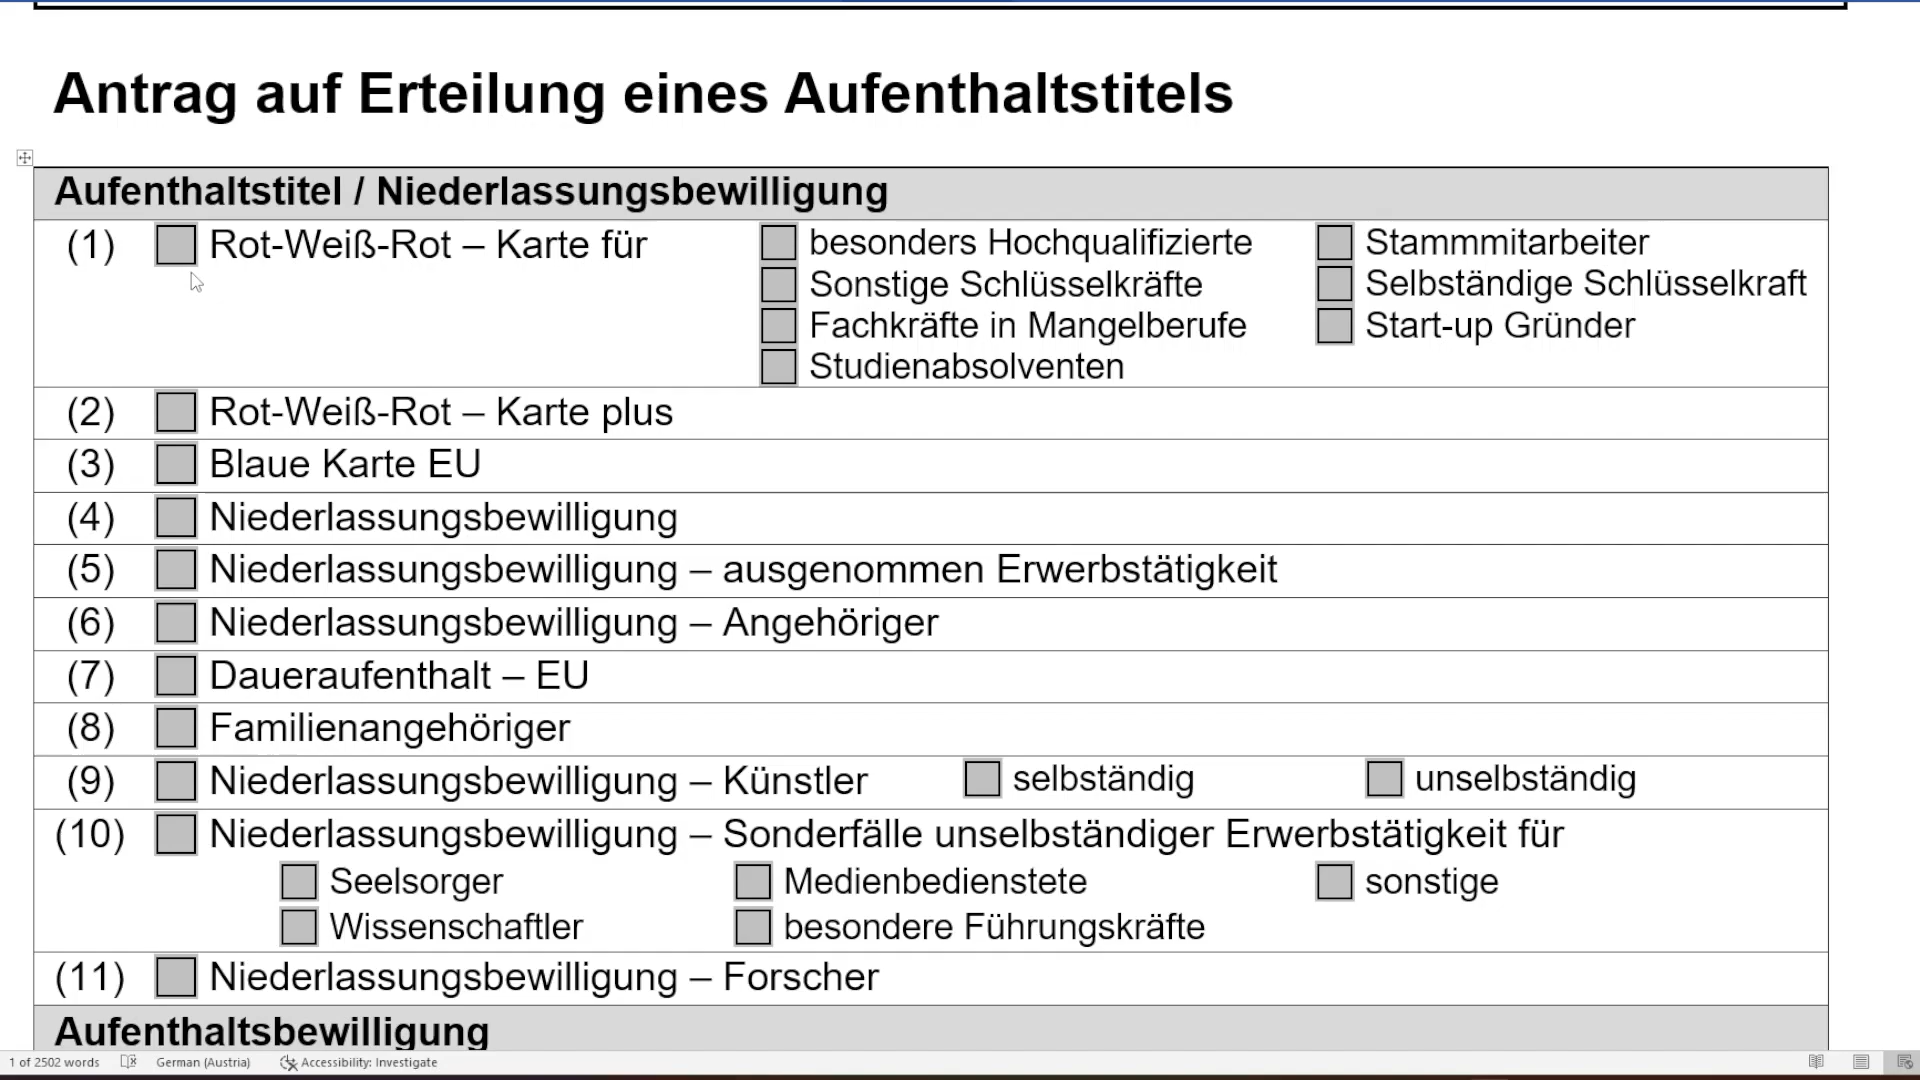 Antrag auf Erteilung eines Aufenthaltstitels
Aufenthaltstitel / Niederlassungsbewilligung
(1) Rot-Weiß-Rot – Karte für besonders Hochqualifizierte Stammmitarbeiter
Sonstige Schlüsselkräfte Selbständige Schlüsselkraft
Fachkräfte in Mangelberufe Start-up Gründer
Studienabsolventen
(2) Rot-Weiß-Rot – Karte plus
(3) Blaue Karte EU
(4) Niederlassungsbewilligung
(5) Niederlassungsbewilligung – ausgenommen Erwerbstätigkeit
(6) Niederlassungsbewilligung – Angehöriger
(7) Daueraufenthalt – EU
(8) Familienangehöriger
(9) Niederlassungsbewilligung – Künstler selbständig unselbständig
(10) Niederlassungsbewilligung – Sonderfälle unselbständiger Erwerbstätigkeit für
Seelsorger Medienbedienstete sonstige
Wissenschaftler besondere Führungskräfte
(11) Niederlassungsbewilligung – Forscher
Aufenthaltsbewilligung
1 of 2502 words German (Austria) Accessibility: Investigate